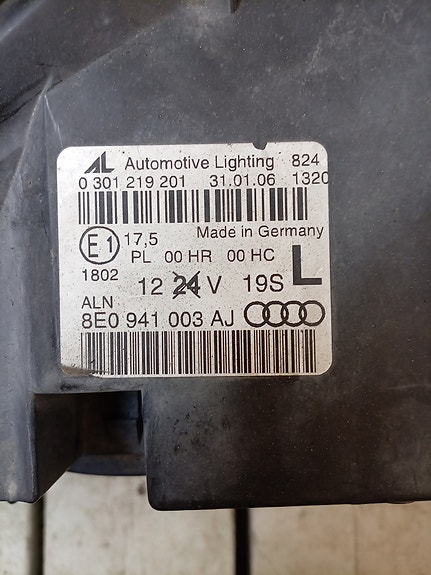 AL Automotive Lighting 824
0 301 219 201 31.01.06 1320
Made in Germany
E1 17,5
PL 00 HR 00 HC L
1802
12 24 V 19S
ALN
8E0 941 003 AJ